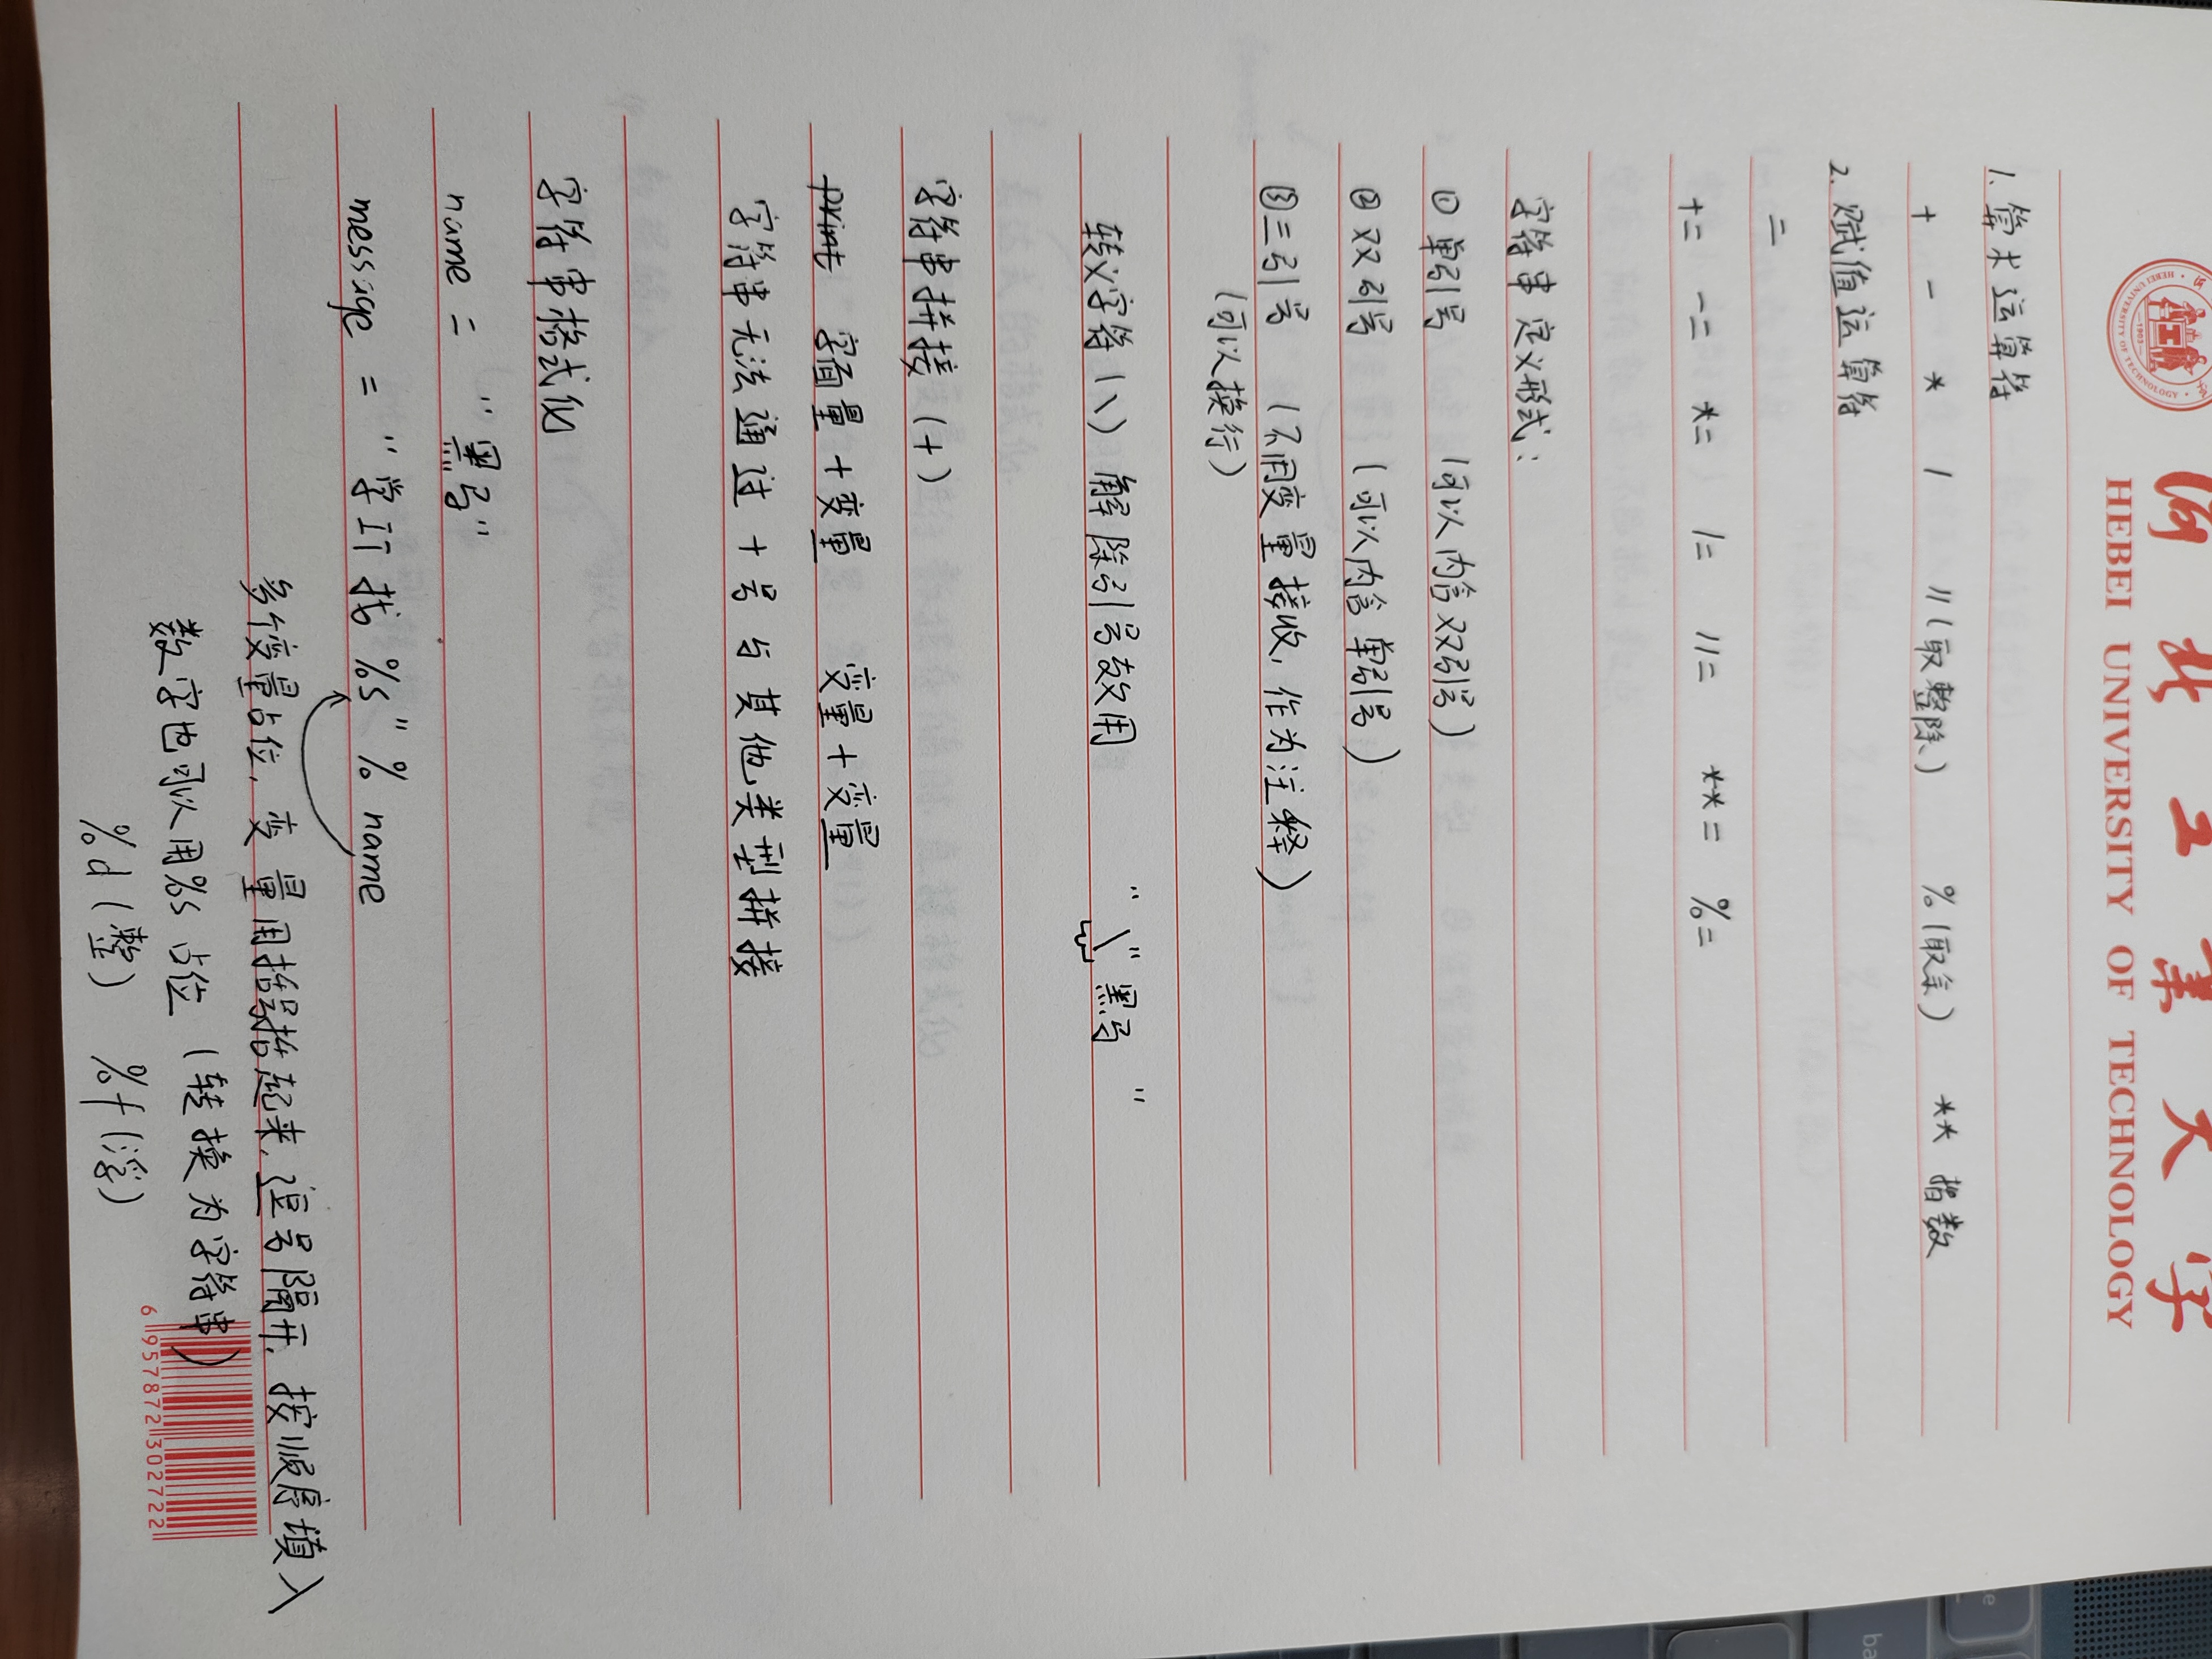 河北工業大学
HEBEI UNIVERSITY OF TECHNOLOGY
1. 算术运算符
+ - * / //(取整除) %(取余) ** 指数
2. 赋值运算符
=
+= -= *= /= //= **= %=
字符串定义形式:
① 单引号 (可以内含双引号)
② 双引号 (可以内含单引号)
③ 三引号 (不用变量接收, 作为注释)
(可以换行)
转义字符(\) 解除引号效用 " \" 黑马 "
字符串拼接 (+)
print 字面量 + 变量 变量 + 变量
字符串无法通过 + 号与其他类型拼接
字符串格式化
name = "黑马"
message = "学IT找 %s" % name
多个变量占位, 变量用括号括起来, 逗号隔开, 按顺序填入
数字也可以用%s 占位 (转换为字符串)
%d (整) %f (浮)
6 957872 302722